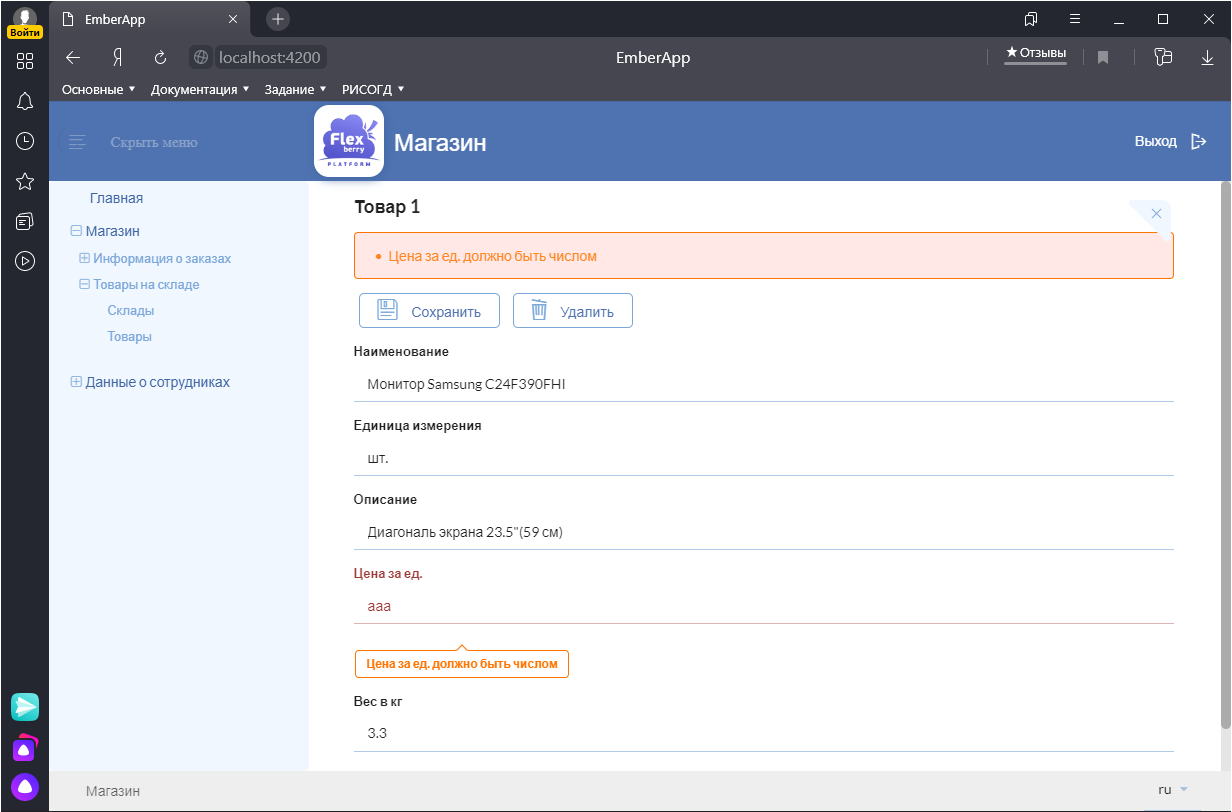 EmberApp
Войти
localhost:4200
EmberApp
★ Отзывы
Основные ▾ Документация ▾ Задание ▾ РИСОГД ▾
Скрыть меню
Flex
berry
PLATFORM
Магазин
Выход
Главная
Магазин
Информация о заказах
Товары на складе
Склады
Товары
Данные о сотрудниках
Товар 1
• Цена за ед. должно быть числом
Сохранить
Удалить
Наименование
Монитор Samsung C24F390FHI
Единица измерения
шт.
Описание
Диагональ экрана 23.5"(59 см)
Цена за ед.
ааа
Цена за ед. должно быть числом
Вес в кг
3.3
Магазин
ru